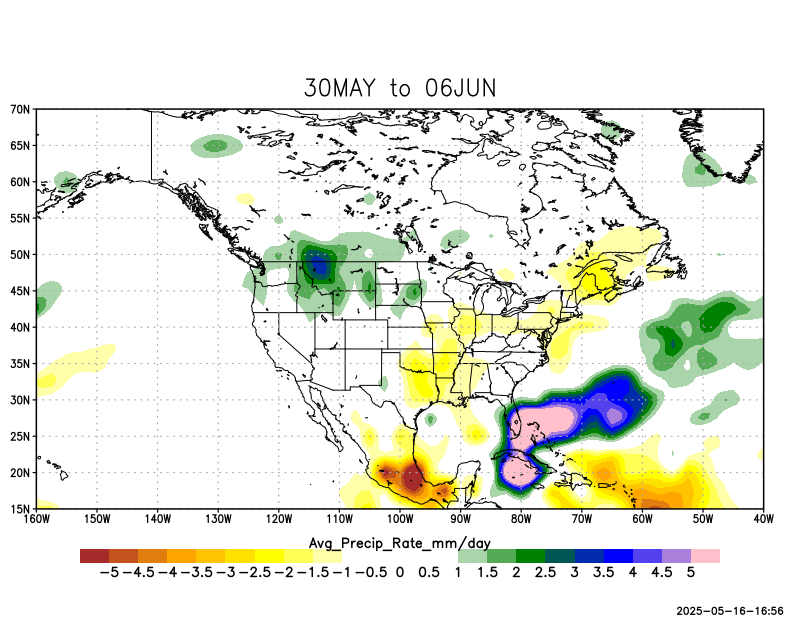 30MAY to 06JUN
70N
65N
60N
55N
50N
45N
40N
35N
30N
25N
20N
15N
160W 150W 140W 130W 120W 110W 100W 90W 80W 70W 60W 50W 40W
Avg_Precip_Rate_mm/day
-5 -4.5 -4 -3.5 -3 -2.5 -2 -1.5 -1 -0.5 0 0.5 1 1.5 2 2.5 3 3.5 4 4.5 5
2025-05-16-16:56